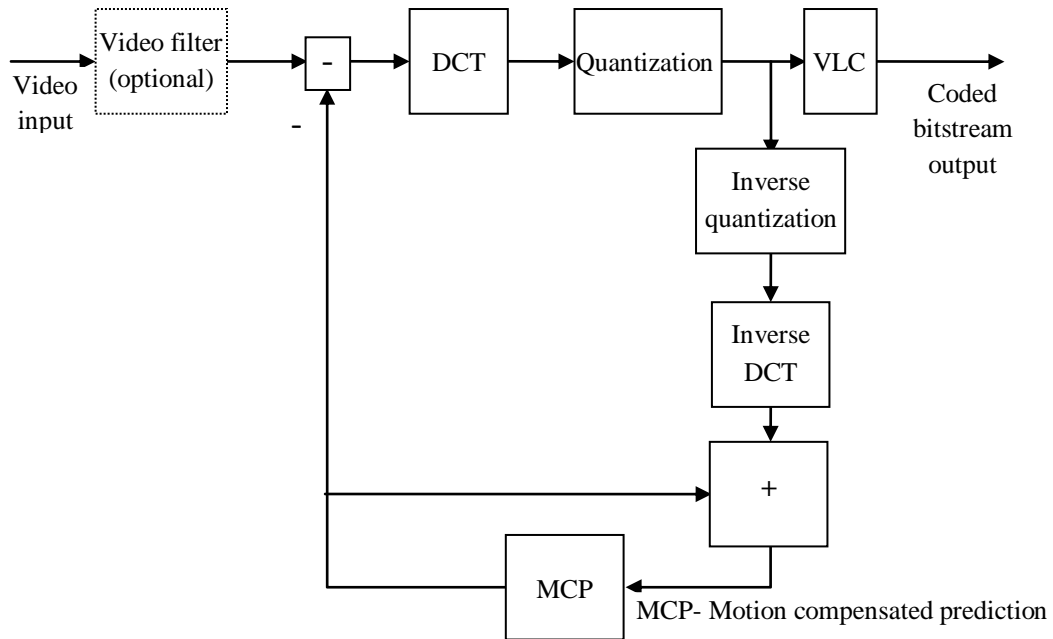 Video filter
(optional)
-
DCT
Quantization
VLC
Video
input
-
Coded
bitstream
output
Inverse
quantization
Inverse
DCT
+
MCP
MCP- Motion compensated prediction